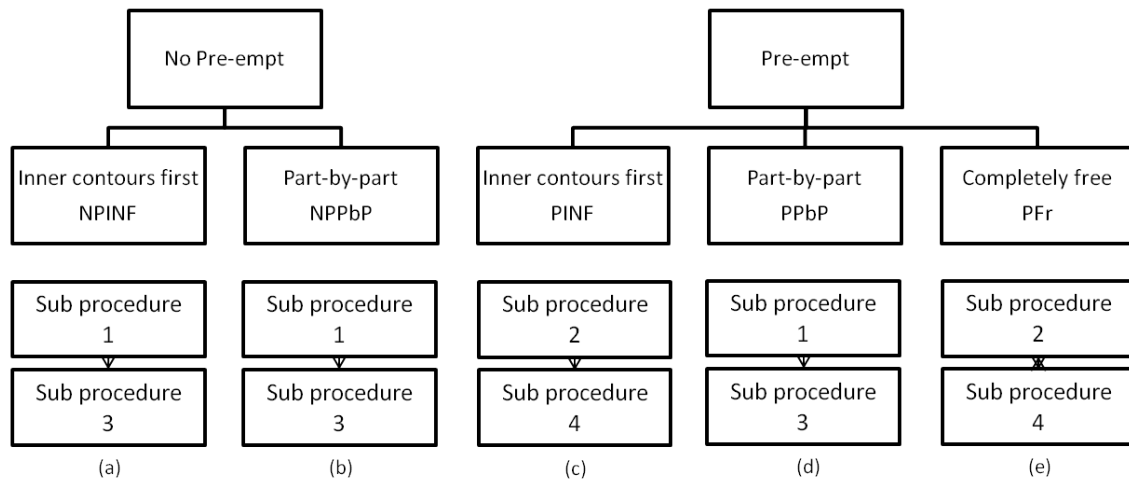 No Pre-empt
Pre-empt
Inner contours first
NPINF
Part-by-part
NPPbP
Inner contours first
PINF
Part-by-part
PPbP
Completely free
PFr
Sub procedure
1
Sub procedure
1
Sub procedure
2
Sub procedure
1
Sub procedure
2
Sub procedure
3
Sub procedure
3
Sub procedure
4
Sub procedure
3
Sub procedure
4
(a)
(b)
(c)
(d)
(e)